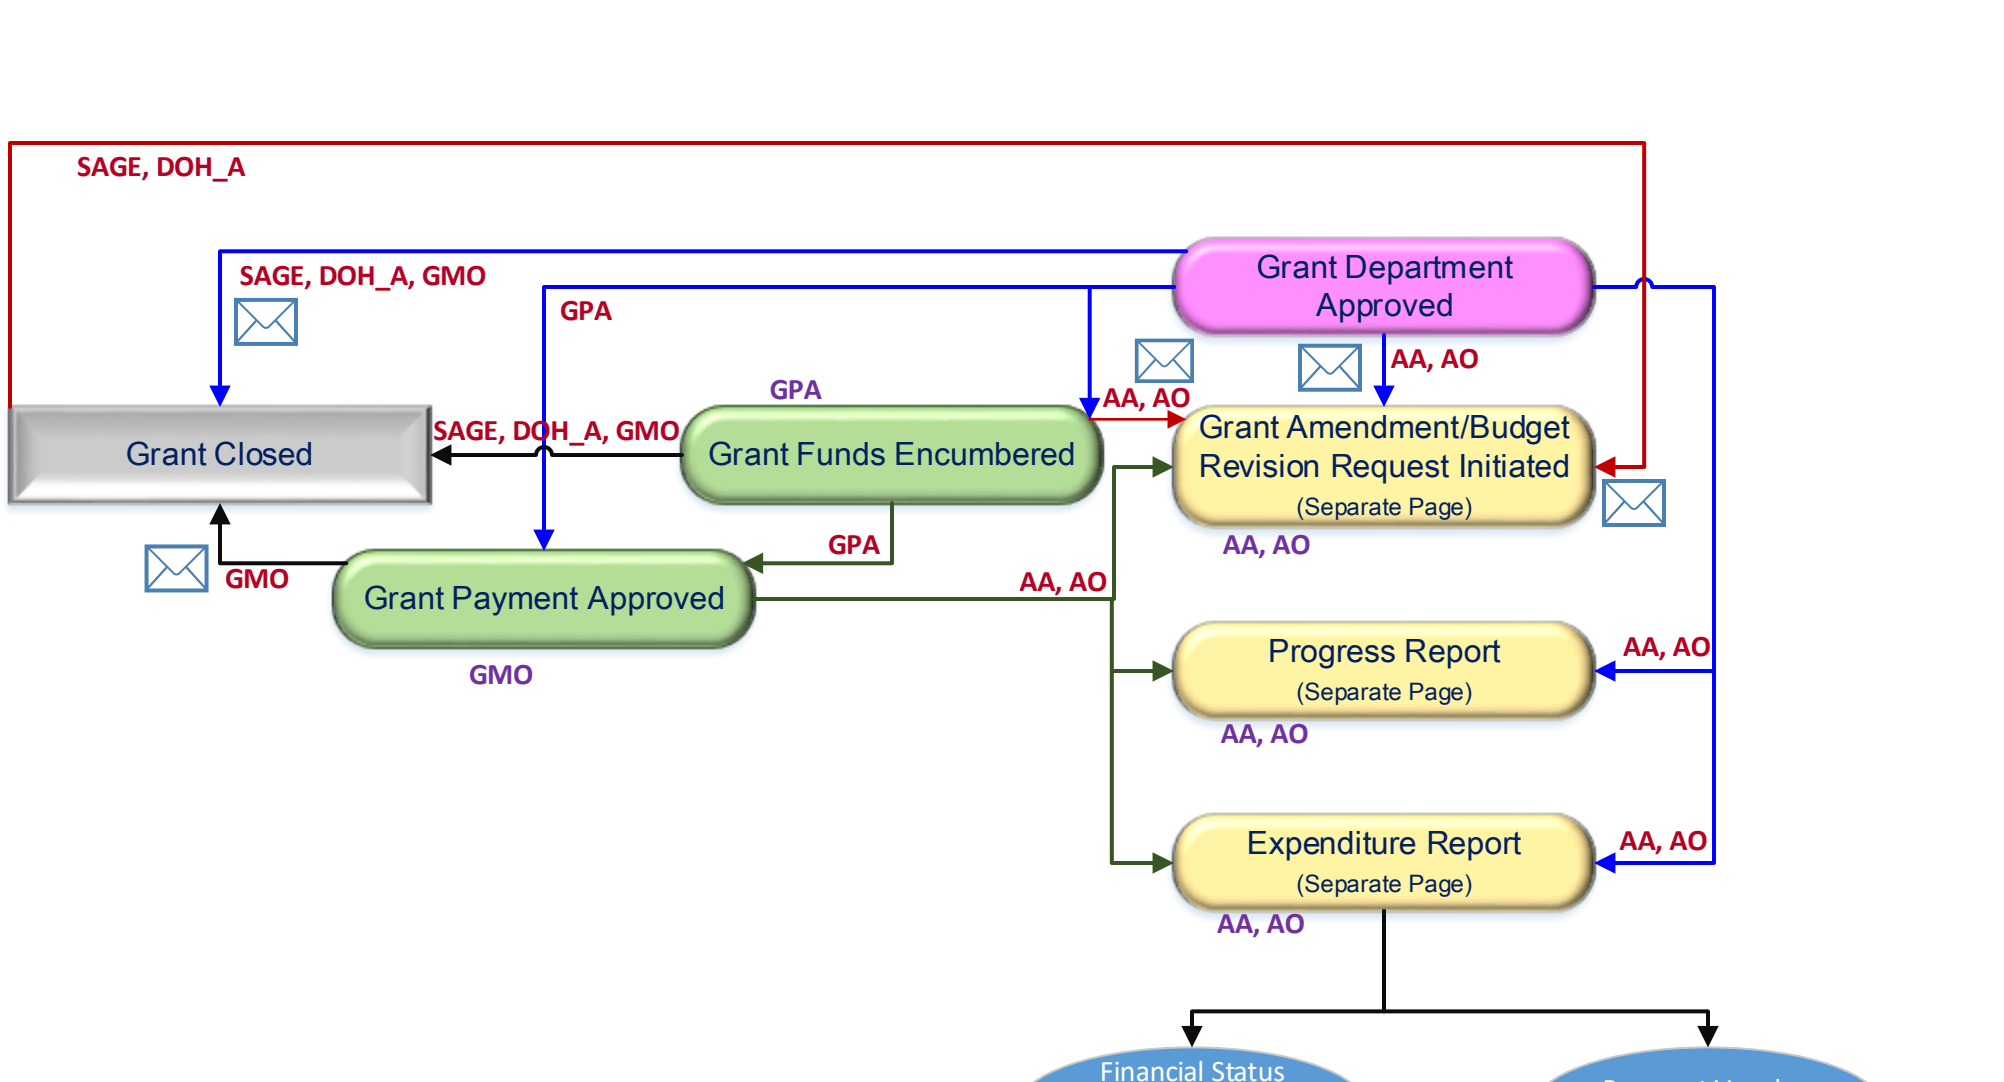 SAGE, DOH_A
SAGE, DOH_A, GMO
GPA
Grant Department
Approved
AA, AO
GPA
AA, AO
Grant Closed
SAGE, DOH_A, GMO
Grant Funds Encumbered
Grant Amendment/Budget
Revision Request Initiated
(Separate Page)
AA, AO
GPA
GMO
Grant Payment Approved
AA, AO
GMO
Progress Report
(Separate Page)
AA, AO
AA, AO
Expenditure Report
(Separate Page)
AA, AO
AA, AO
Financial Status